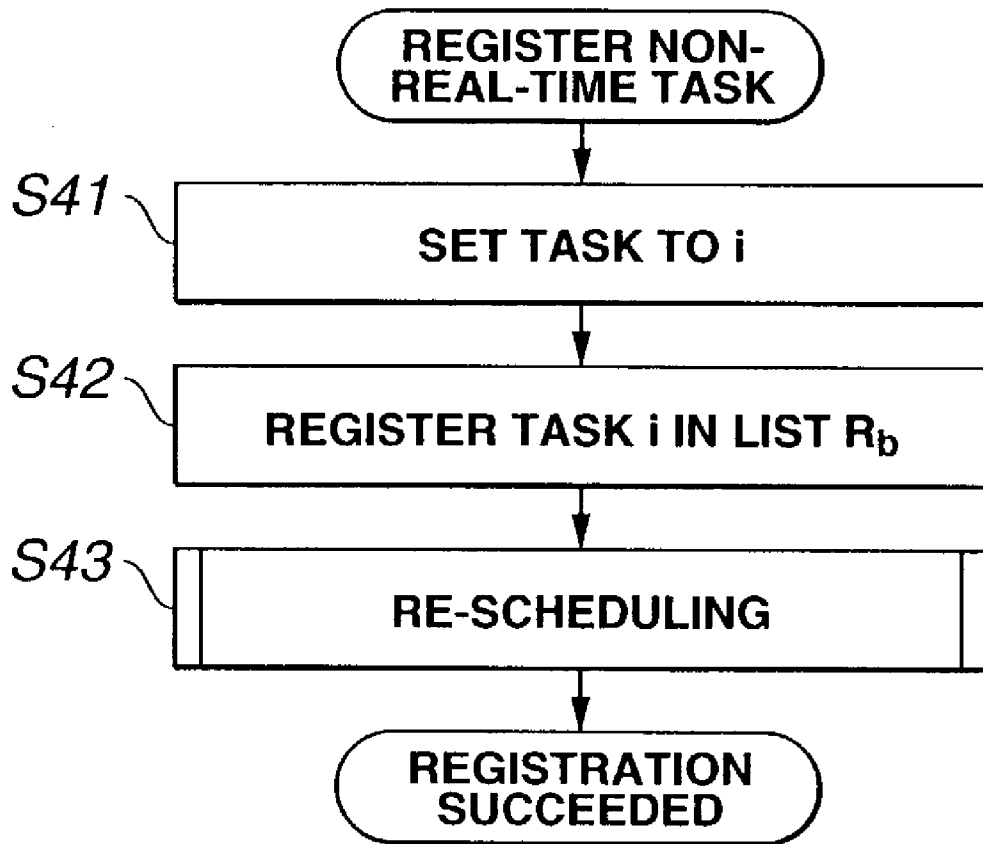 REGISTER NON-
REAL-TIME TASK
S41
SET TASK TO i
S42
REGISTER TASK i IN LIST Rb
S43
RE-SCHEDULING
REGISTRATION
SUCCEEDED